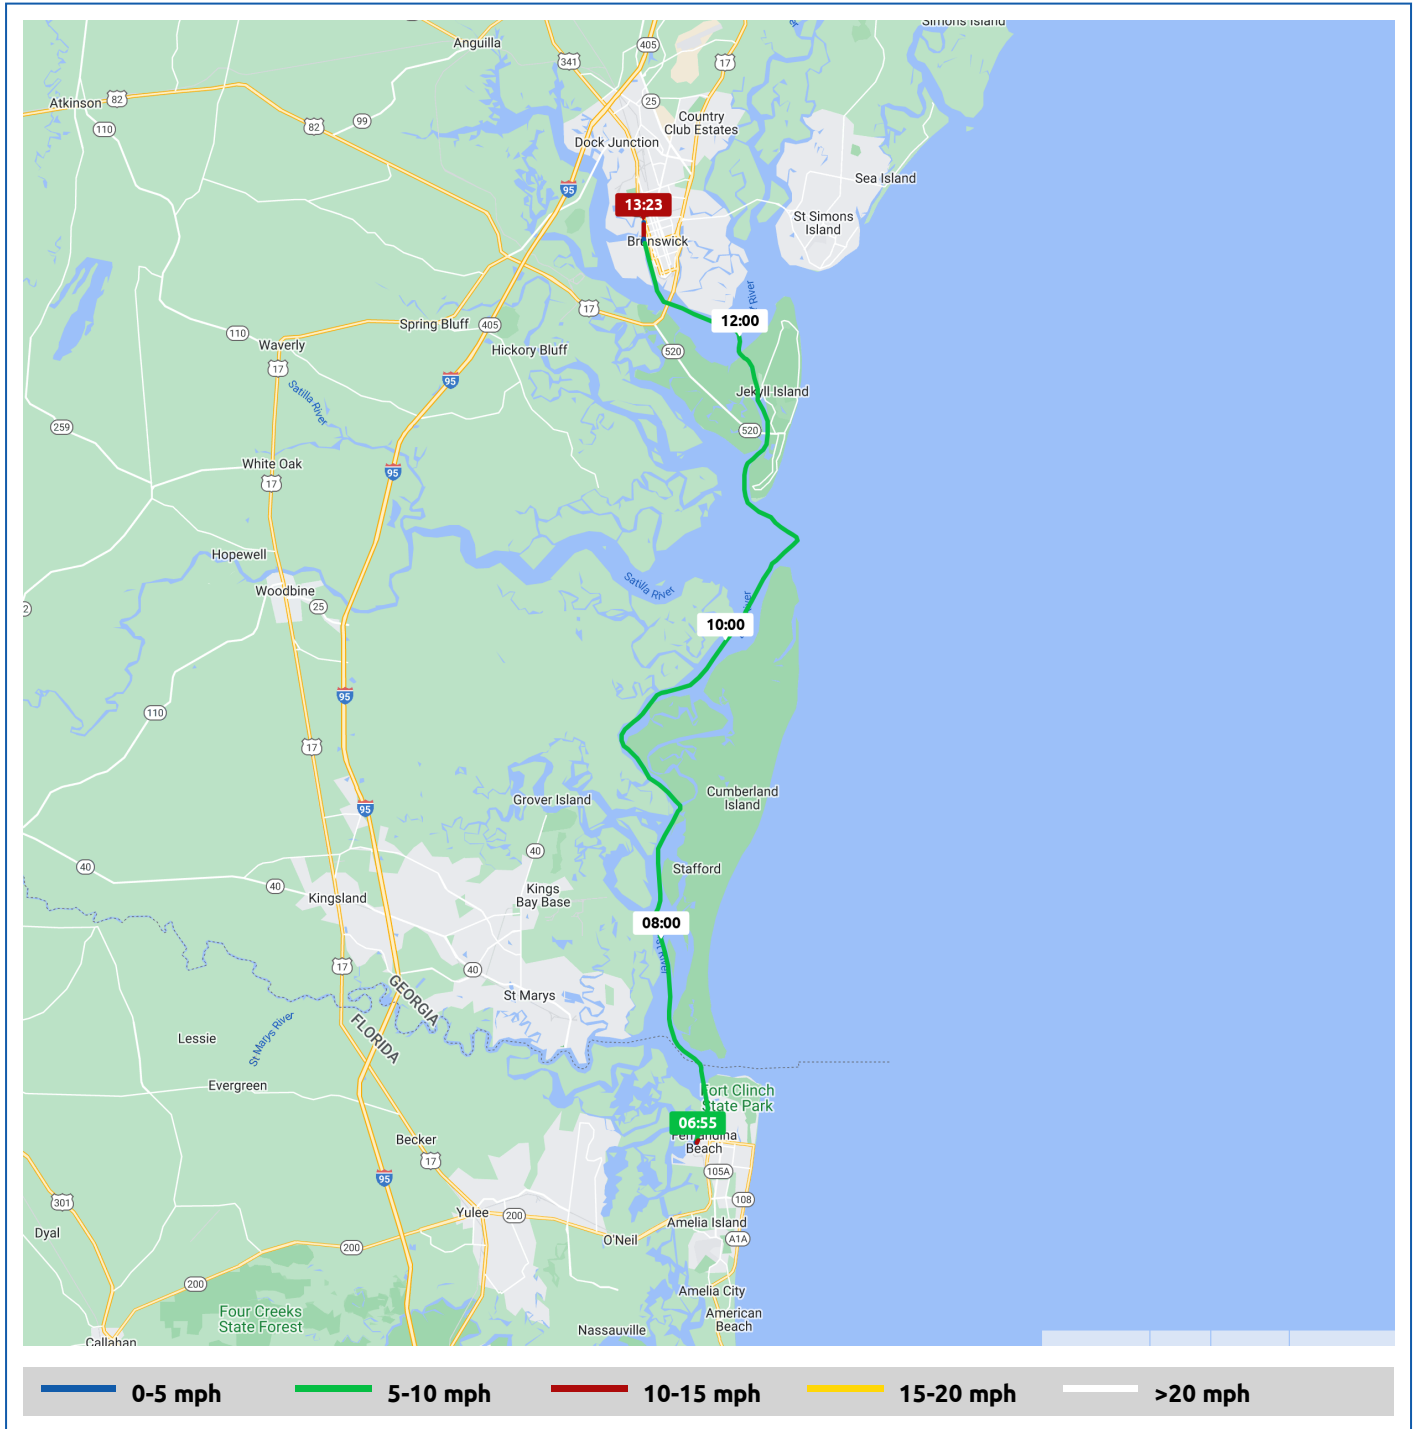 Simons Island
Anguilla
405
341
17
Atkinson
82
25
110
82
99
Country
Club Estates
Dock Junction
95
Sea Island
13:23
St Simons
Island
Brunswick
River
17
12:00
Spring Bluff
405
110
Waverly
520
Hickory Bluff
17
95
Satilla River
Jekyll Island
259
520
White Oak
95
17
Hopewell
Satilla River
Woodbine
25
10:00
95
110
17
Cumberland
Island
Grover Island
95
40
40
Stafford
40
Kingsland
Kings
Bay Base
08:00
17
40
GEORGIA
St Marys
FLORIDA
St Marys River
Lessie
Evergreen
Fort Clinch
State Park
06:55
Becker
Fernandina
Beach
17
105A
95
301
108
Yulee
200
Amelia Island
Dyal
O'Neil
A1A
200
200
Amelia City
Four Creeks
State Forest
American
Beach
Nassauville
Callahan
0-5 mph
5-10 mph
10-15 mph
15-20 mph
>20 mph